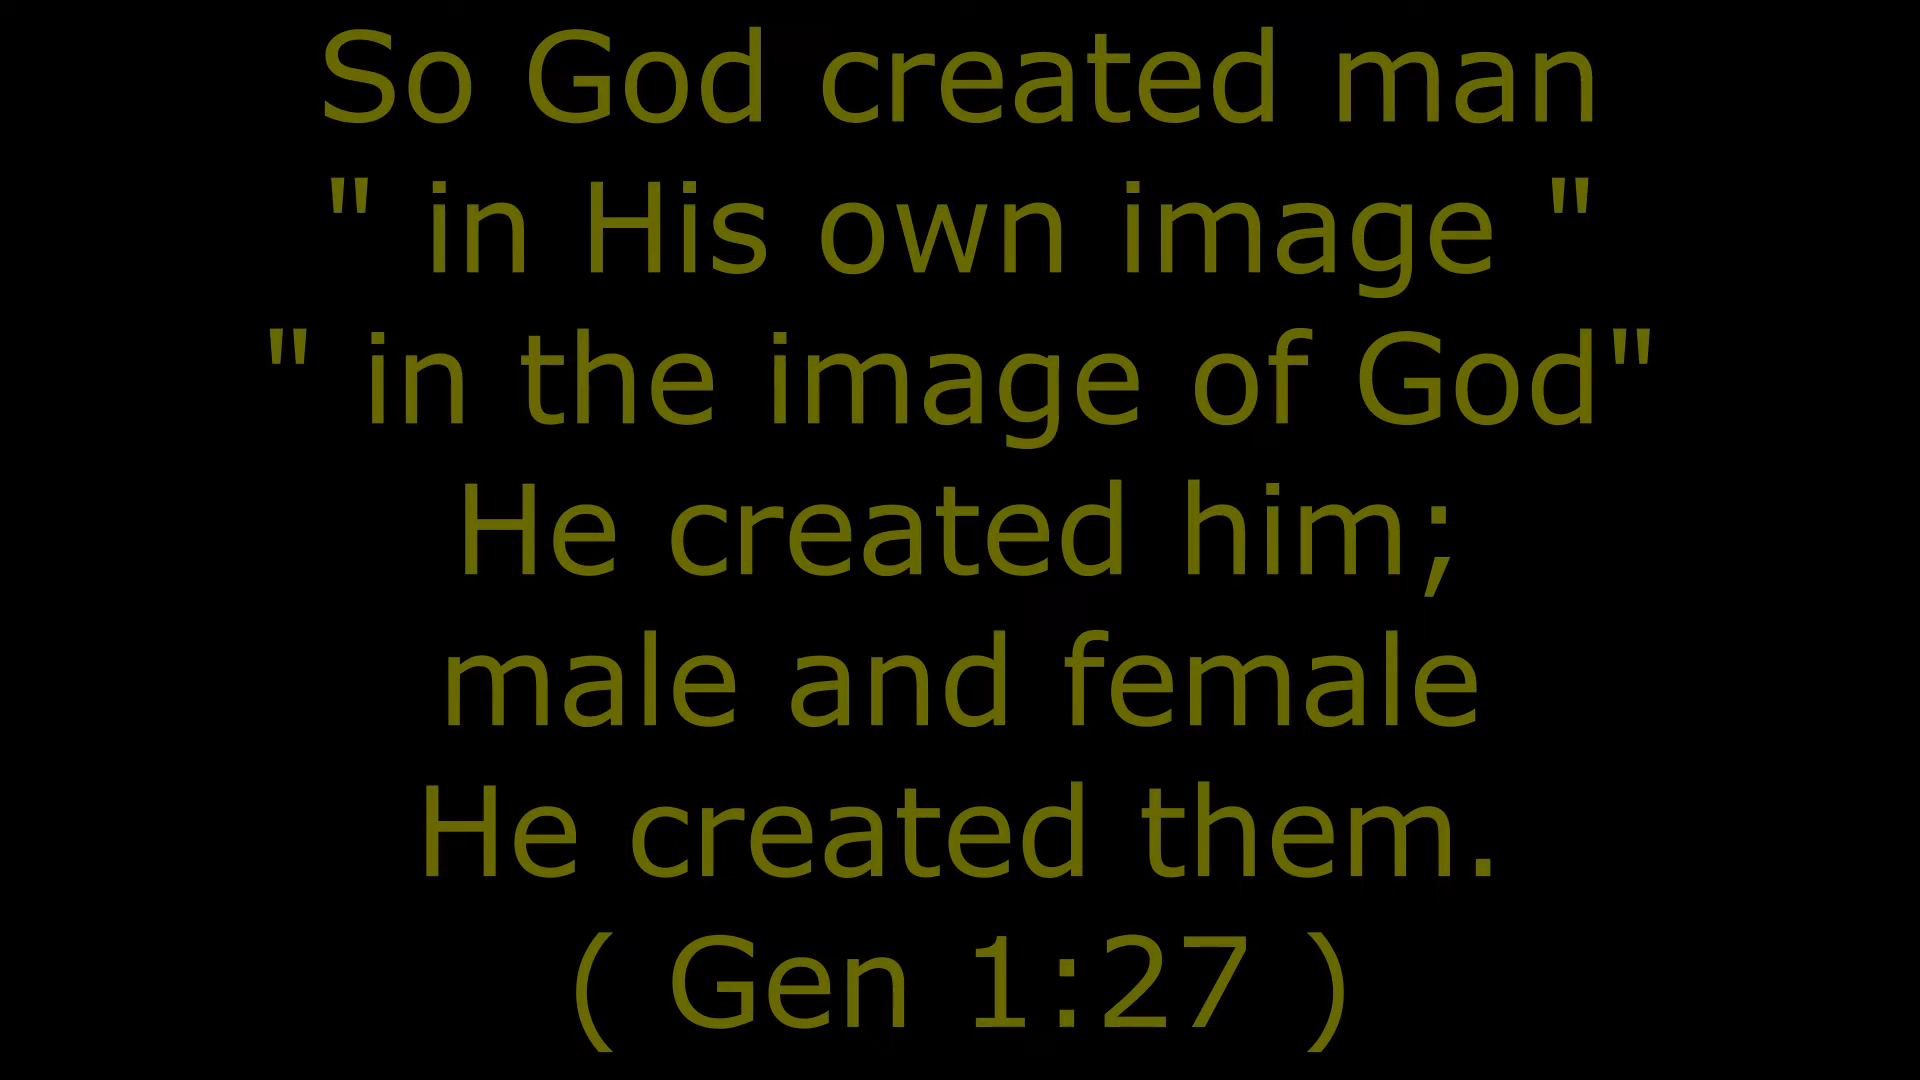 So God created man
" in His own image "
" in the image of God"
He created him;
male and female
He created them.
( Gen 1:27 )